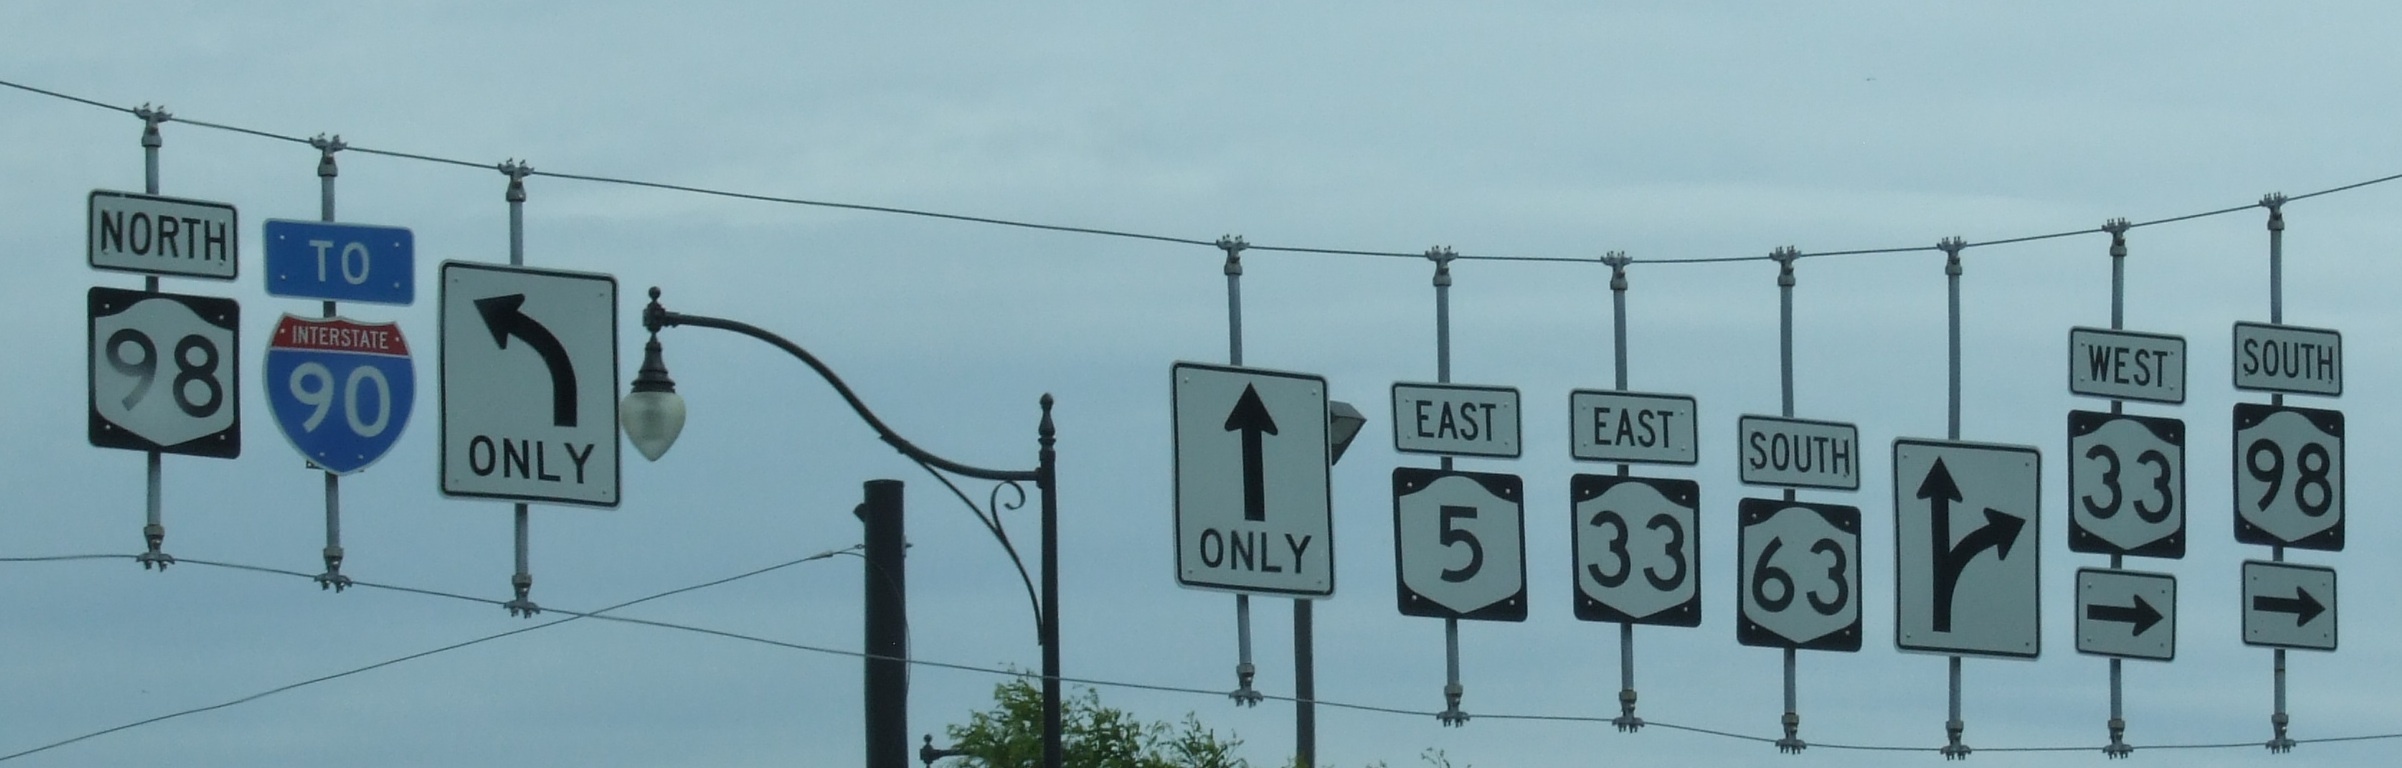 NORTH
98
TO
INTERSTATE
90
ONLY
ONLY
EAST
5
EAST
33
SOUTH
63
WEST
33
SOUTH
98